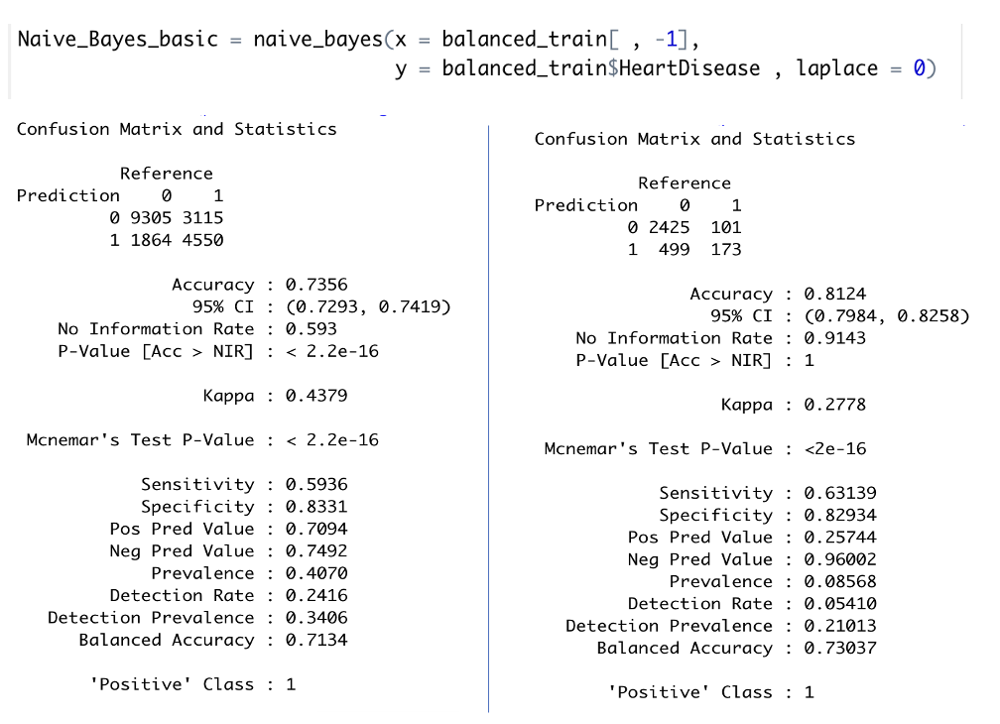 Naive_Bayes_basic = naive_bayes(x = balanced_train[ , -1],
y = balanced_train$HeartDisease , laplace = 0)
Confusion Matrix and Statistics
Reference
Prediction 0 1
0 9305 3115
1 1864 4550
Accuracy : 0.7356
95% CI : (0.7293, 0.7419)
No Information Rate : 0.593
P-Value [Acc > NIR] : < 2.2e-16
Kappa : 0.4379
Mcnemar's Test P-Value : < 2.2e-16
Sensitivity : 0.5936
Specificity : 0.8331
Pos Pred Value : 0.7094
Neg Pred Value : 0.7492
Prevalence : 0.4070
Detection Rate : 0.2416
Detection Prevalence : 0.3406
Balanced Accuracy : 0.7134
'Positive' Class : 1
Confusion Matrix and Statistics
Reference
Prediction 0 1
0 2425 101
1 499 173
Accuracy : 0.8124
95% CI : (0.7984, 0.8258)
No Information Rate : 0.9143
P-Value [Acc > NIR] : 1
Kappa : 0.2778
Mcnemar's Test P-Value : <2e-16
Sensitivity : 0.63139
Specificity : 0.82934
Pos Pred Value : 0.25744
Neg Pred Value : 0.96002
Prevalence : 0.08568
Detection Rate : 0.05410
Detection Prevalence : 0.21013
Balanced Accuracy : 0.73037
'Positive' Class : 1